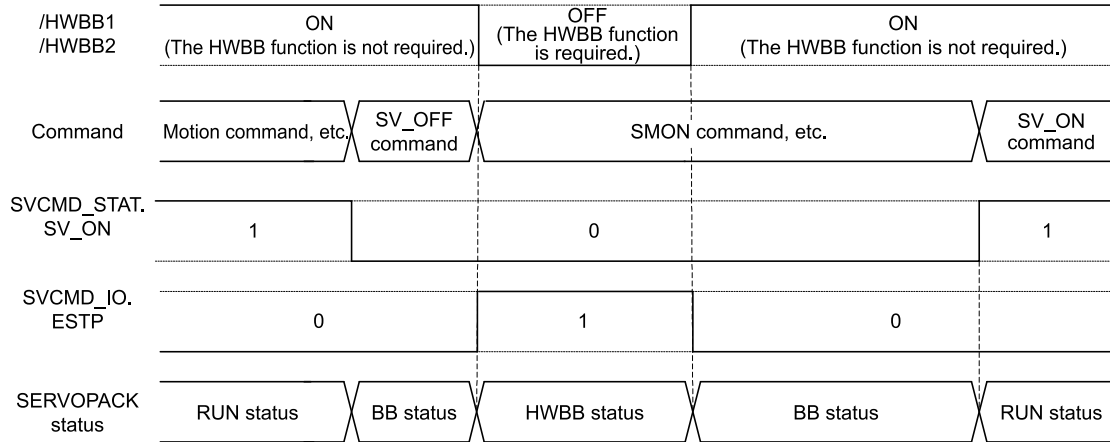 /HWBB1
/HWBB2
ON
(The HWBB function is not required.)
OFF
(The HWBB function
is required.)
ON
(The HWBB function is not required.)
Command
Motion command, etc.
SV_OFF
command
SMON command, etc.
SV_ON
command
SVCMD_STAT.
SV_ON
1
0
1
SVCMD_IO.
ESTP
0
1
0
SERVOPACK
status
RUN status
BB status
HWBB status
BB status
RUN status